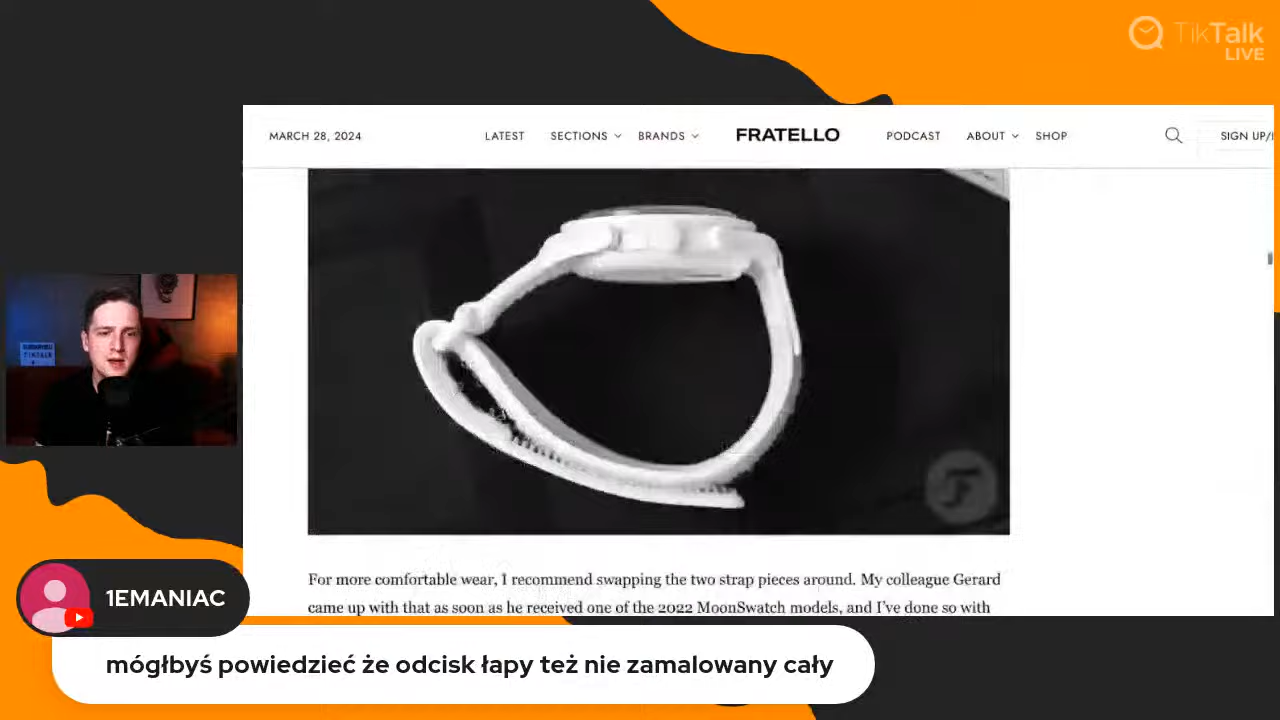 TikTalk
LIVE
MARCH 28, 2024
LATEST
SECTIONS
BRANDS
FRATELLO
PODCAST
ABOUT
SHOP
SIGN UP/
For more comfortable wear, I recommend swapping the two strap pieces around. My colleague Gerard
came up with that as soon as he received one of the 2022 MoonSwatch models, and I've done so with
1EMANIAC
mógłbyś powiedzieć że odcisk łapy też nie zamalowany cały